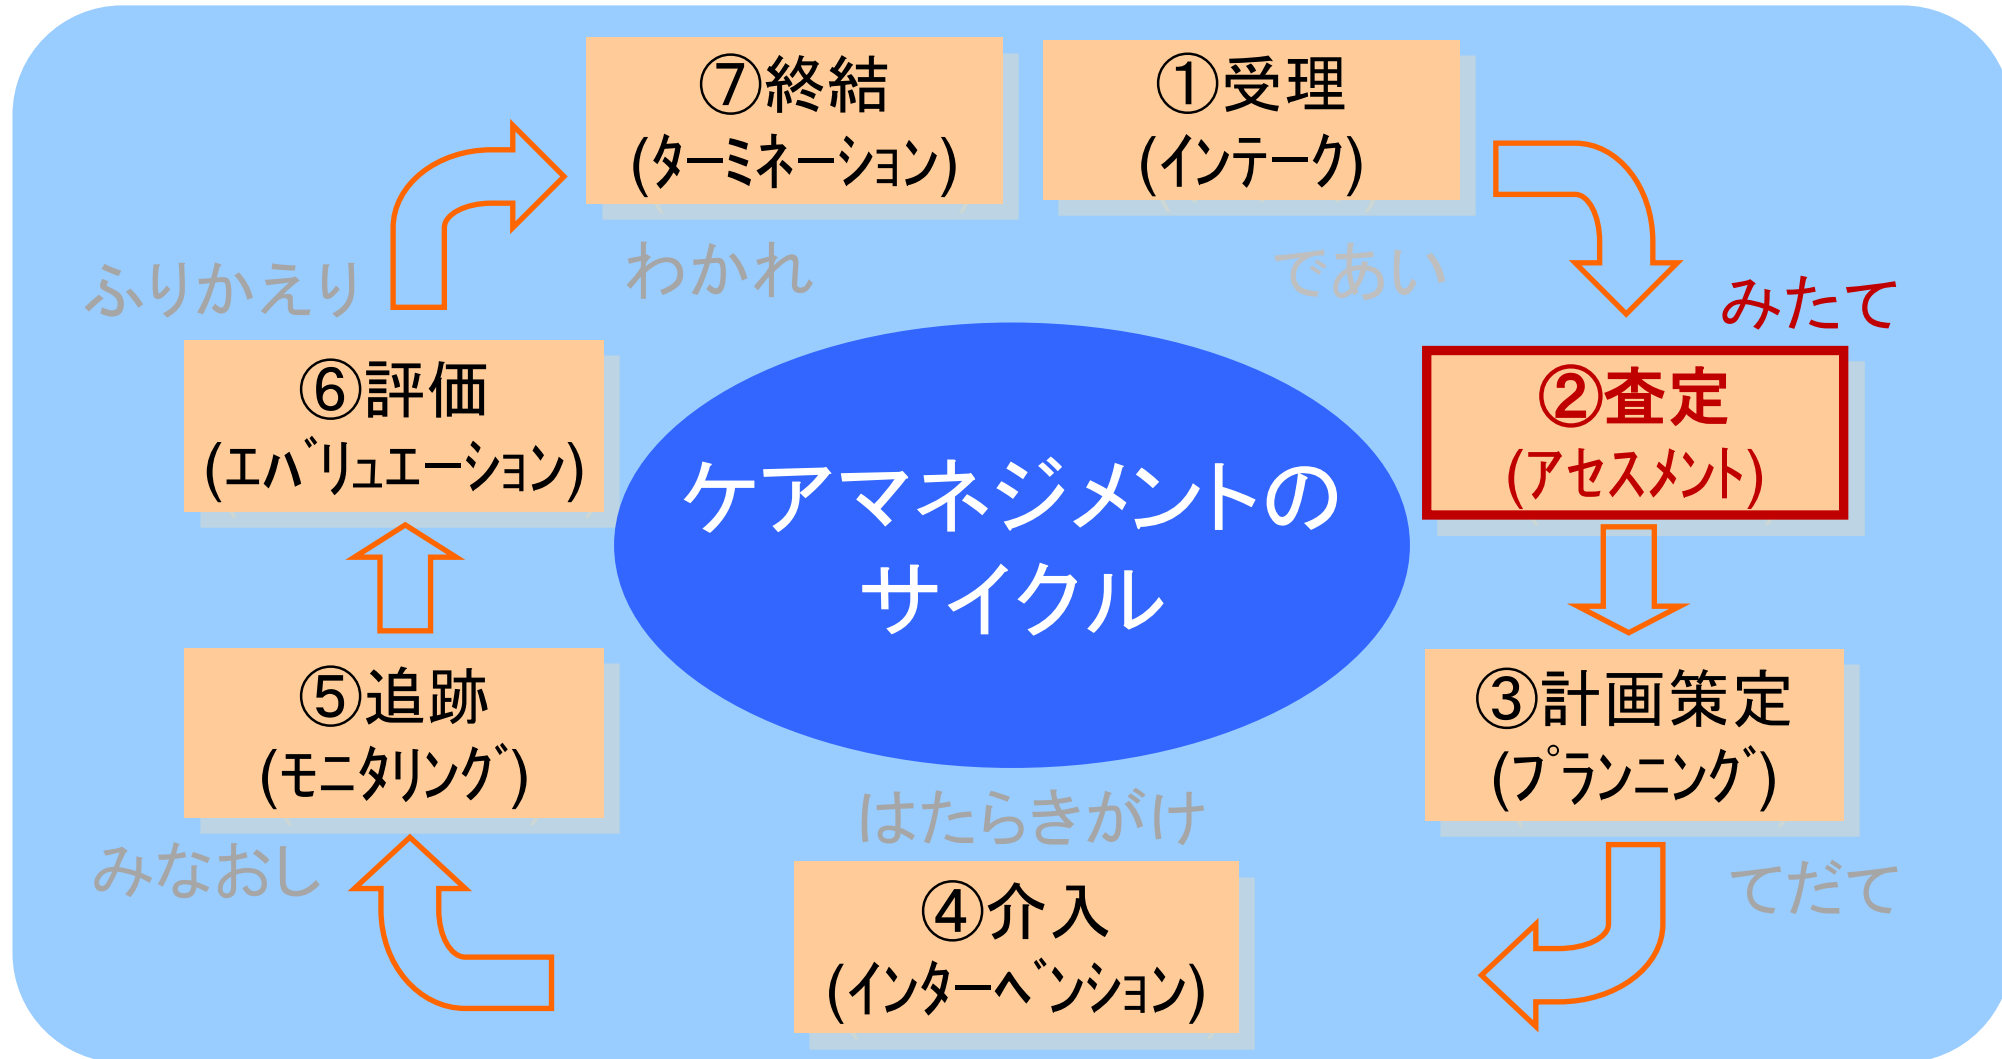 ⑦終結
(ﾀｰﾐﾈｰｼｮﾝ)
わかれ
①受理
(ｲﾝﾃｰｸ)
であい
みたて
②査定
(ｱｾｽﾒﾝﾄ)
③計画策定
(ﾌﾟﾗﾝﾆﾝｸﾞ)
てだて
はたらきがけ
④介入
(ｲﾝﾀｰﾍﾞﾝｼｮﾝ)
⑤追跡
(ﾓﾆﾀﾘﾝｸﾞ)
みなおし
ふりかえり
⑥評価
(ｴﾊﾞﾘｭｴｰｼｮﾝ)
ケアマネジメントの
サイクル